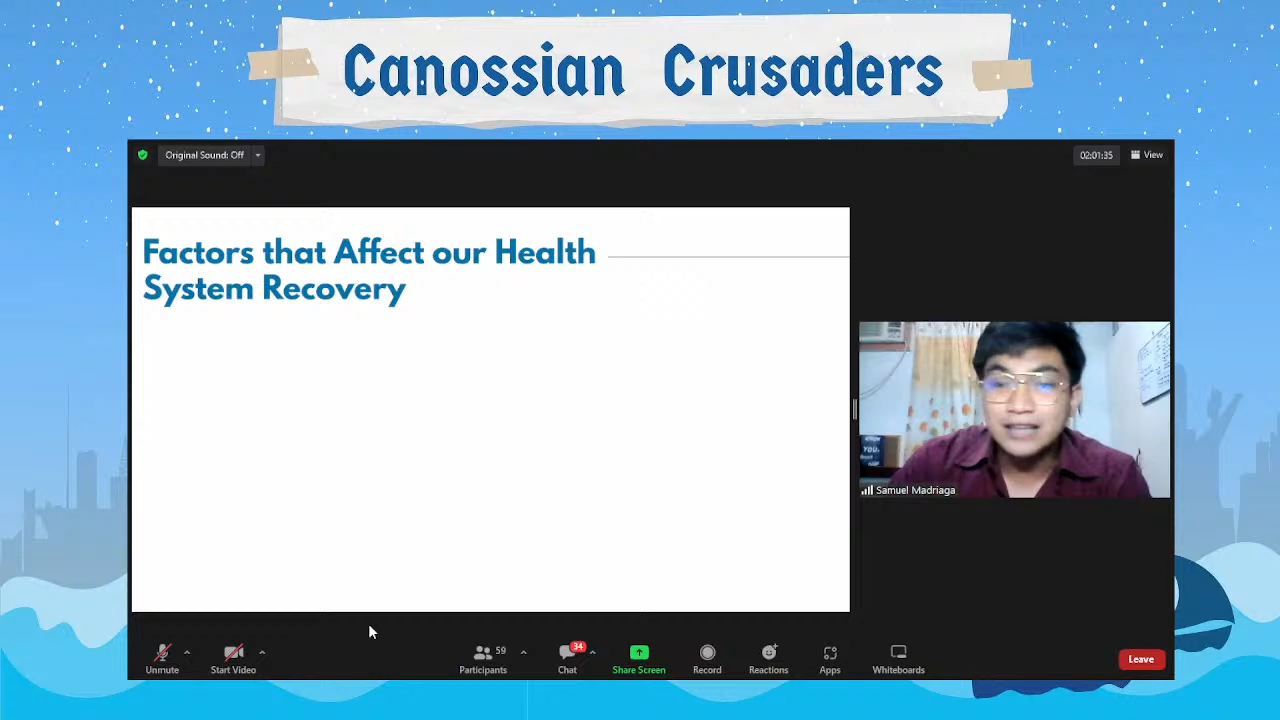 Canossian Crusaders
Original Sound: Off
02:01:35
View
Factors that Affect our Health
System Recovery
YOU.
Samuel Madriaga
59
34
Unmute
Start Video
Participants
Chat
Share Screen
Record
Reactions
Apps
Whiteboards
Leave